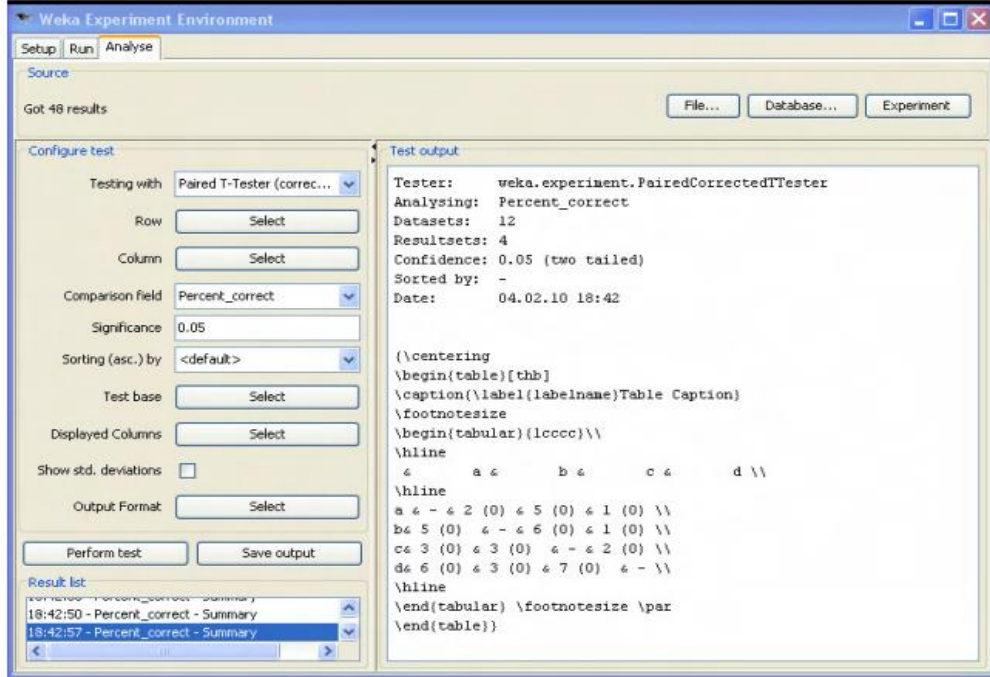 Weka Experiment Environment
Setup Run Analyse
Source
Got 48 results
File... Database... Experiment
Configure test
Testing with Paired T-Tester (correc...
Row Select
Column Select
Comparison field Percent_correct
Significance 0.05
Sorting (asc.) by <default>
Test base Select
Displayed Columns Select
Show std. deviations
Output Format Select
Perform test Save output
Result list
18:42:50 - Percent_correct - Summary
18:42:57 - Percent_correct - Summary
Test output
Tester: weka.experiment.PairedCorrectedTTester
Analysing: Percent_correct
Datasets: 12
Resultsets: 4
Confidence: 0.05 (two tailed)
Sorted by: -
Date: 04.02.10 18:42
{\centering
\begin{table}[thb]
\caption{\label{labelname}Table Caption}
\footnotesize
\begin{tabular}{lcccc}\\
\hline
& a & b & c & d \\
\hline
a & - & 2 (0) & 5 (0) & 1 (0) \\
b& 5 (0) & - & 6 (0) & 1 (0) \\
c& 3 (0) & 3 (0) & - & 2 (0) \\
d& 6 (0) & 3 (0) & 7 (0) & - \\
\hline
\end{tabular} \footnotesize \par
\end{table}}